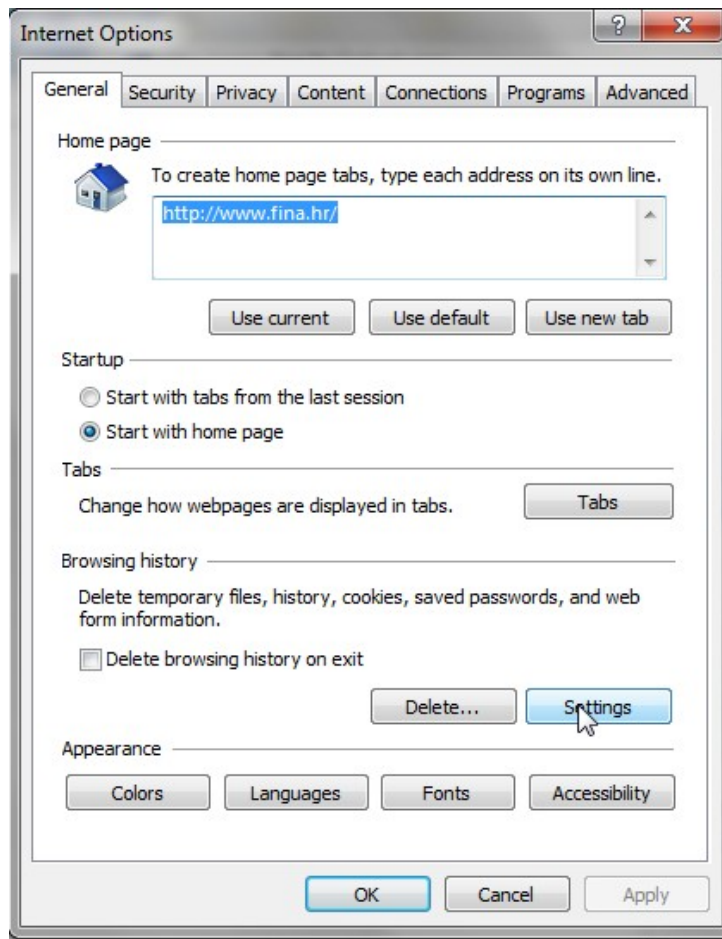 Internet Options
General Security Privacy Content Connections Programs Advanced
Home page
To create home page tabs, type each address on its own line.
http://www.fina.hr/
Use current Use default Use new tab
Startup
Start with tabs from the last session
Start with home page
Tabs
Change how webpages are displayed in tabs. Tabs
Browsing history
Delete temporary files, history, cookies, saved passwords, and web
form information.
Delete browsing history on exit
Delete... Settings
Appearance
Colors Languages Fonts Accessibility
OK Cancel Apply